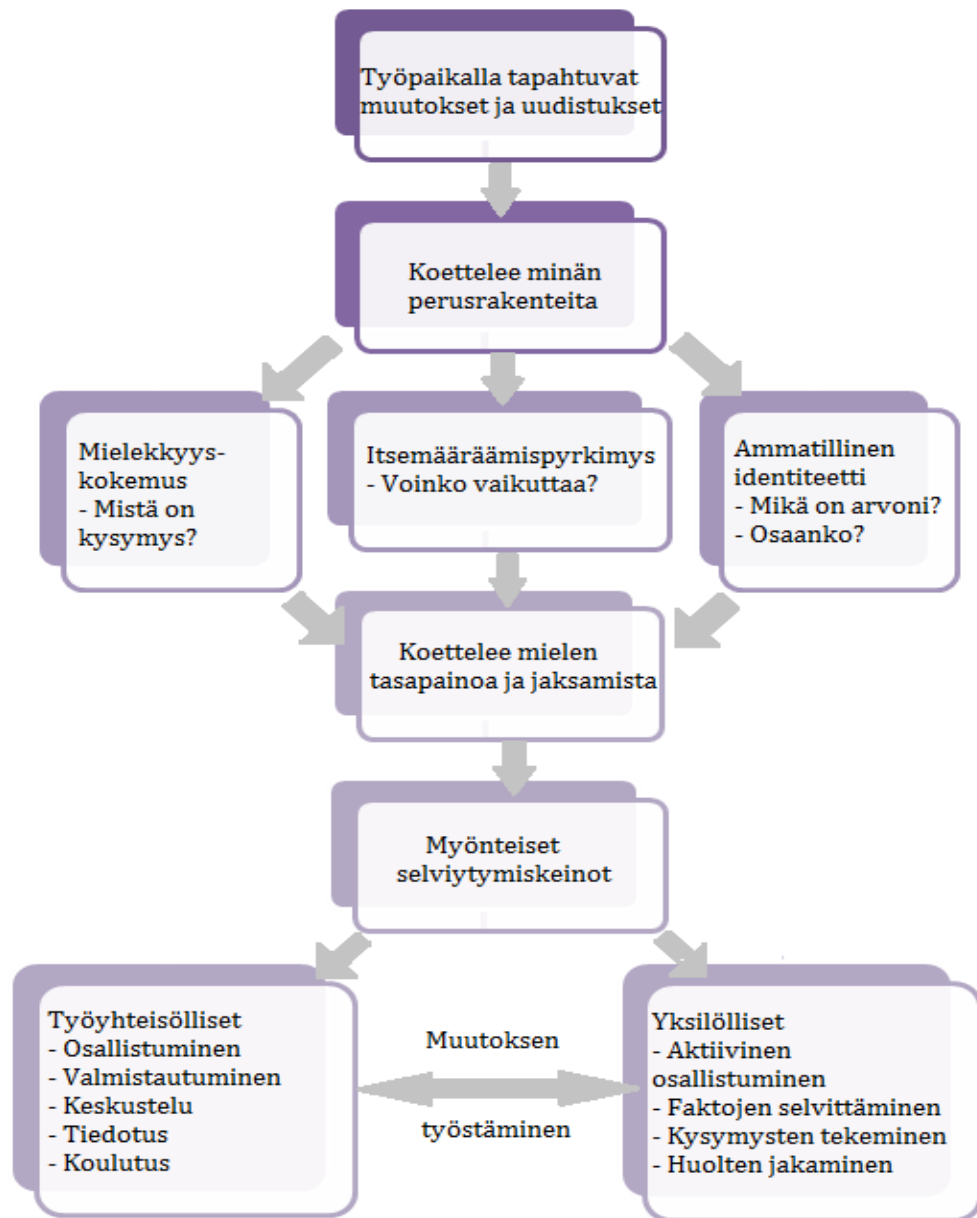 Työpaikalla tapahtuvat
muutokset ja uudistukset
Koettelee minän
perusrakenteita
Mielekkyys-
kokemus
- Mistä on
kysymys?
Itsemääräämispyrkimys
- Voinko vaikuttaa?
Ammatillinen
identiteetti
- Mikä on arvoni?
- Osaanko?
Koettelee mielen
tasapainoa ja jaksamista
Myönteiset
selviytymiskeinot
Työyhteisölliset
- Osallistuminen
- Valmistautuminen
- Keskustelu
- Tiedotus
- Koulutus
Muutoksen
työstäminen
Yksilölliset
- Aktiivinen
osallistuminen
- Faktojen selvittäminen
- Kysymysten tekeminen
- Huolten jakaminen